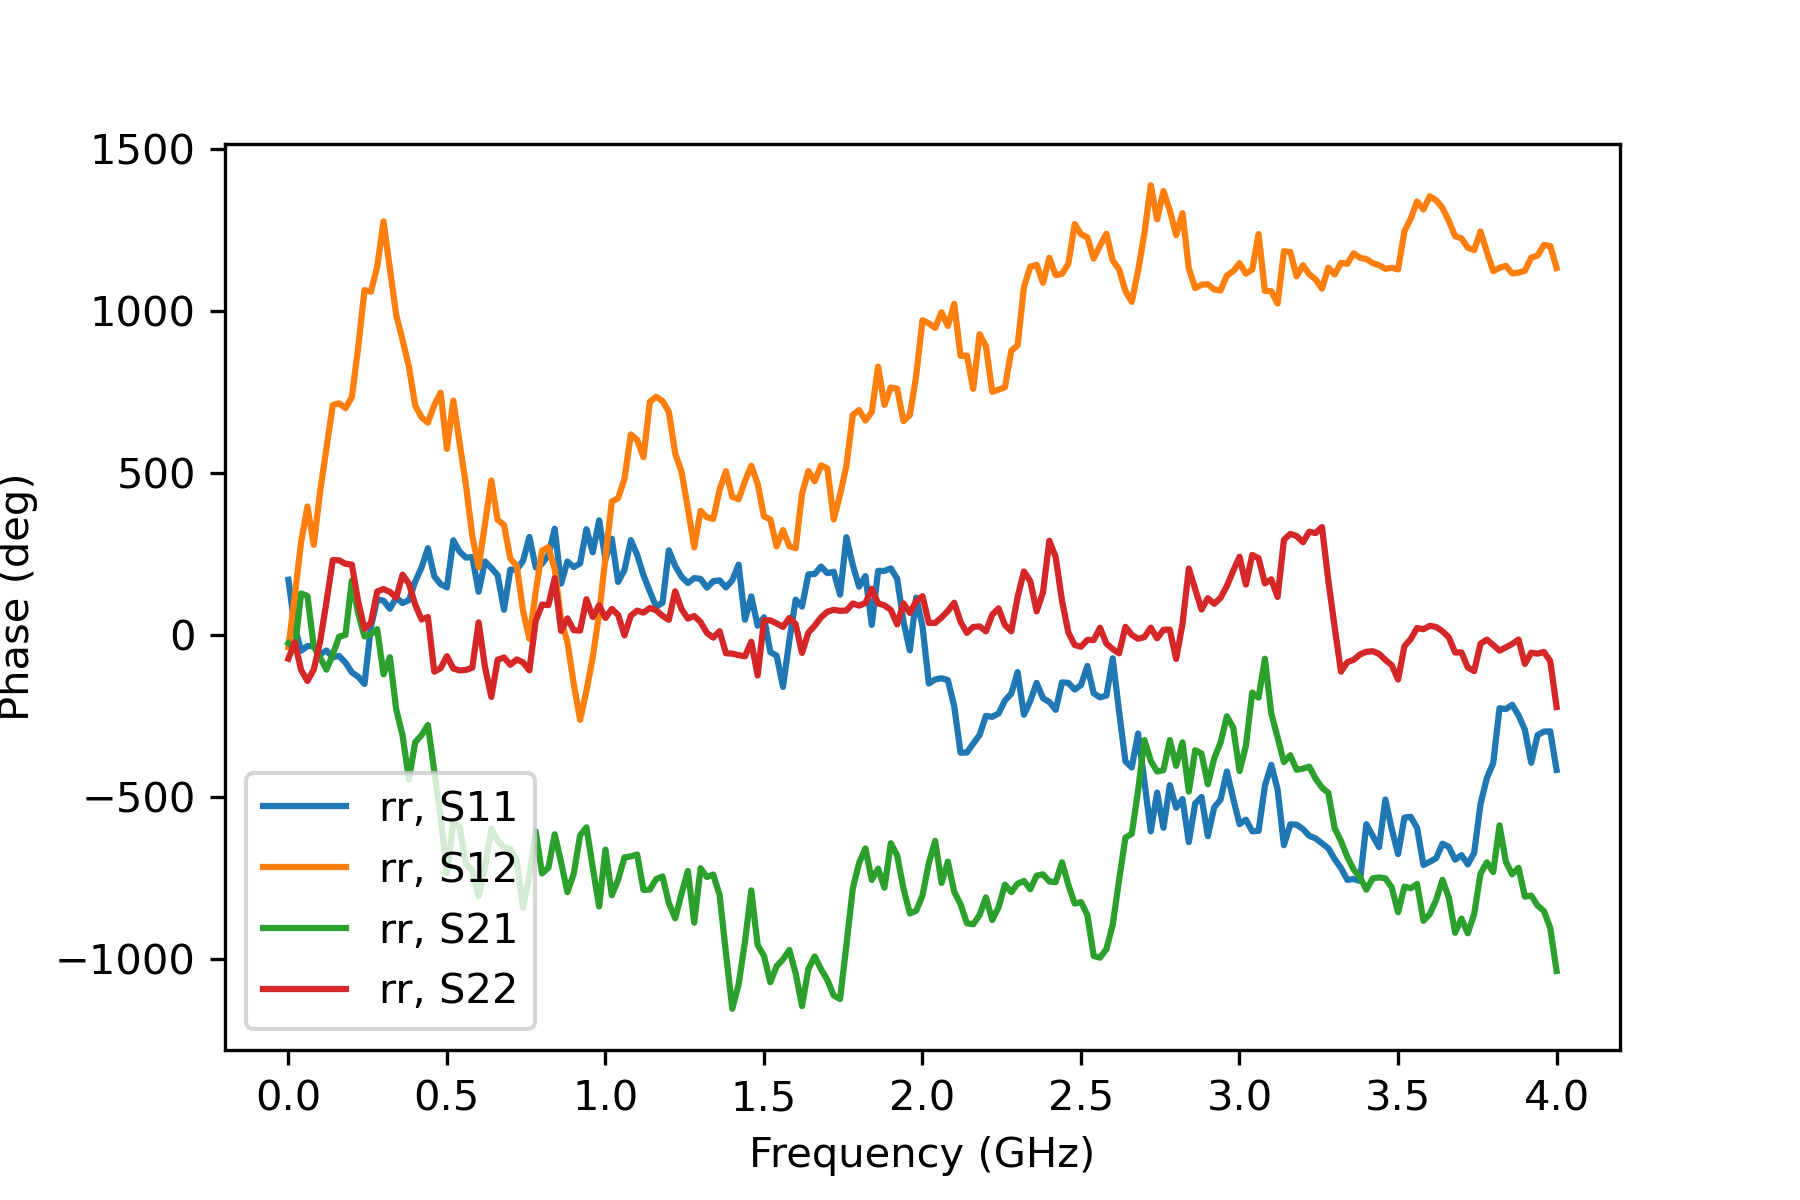 1500
1000
500
0
−500
−1000
Phase (deg)
rr, S11
rr, S12
rr, S21
rr, S22
0.0 0.5 1.0 1.5 2.0 2.5 3.0 3.5 4.0
Frequency (GHz)